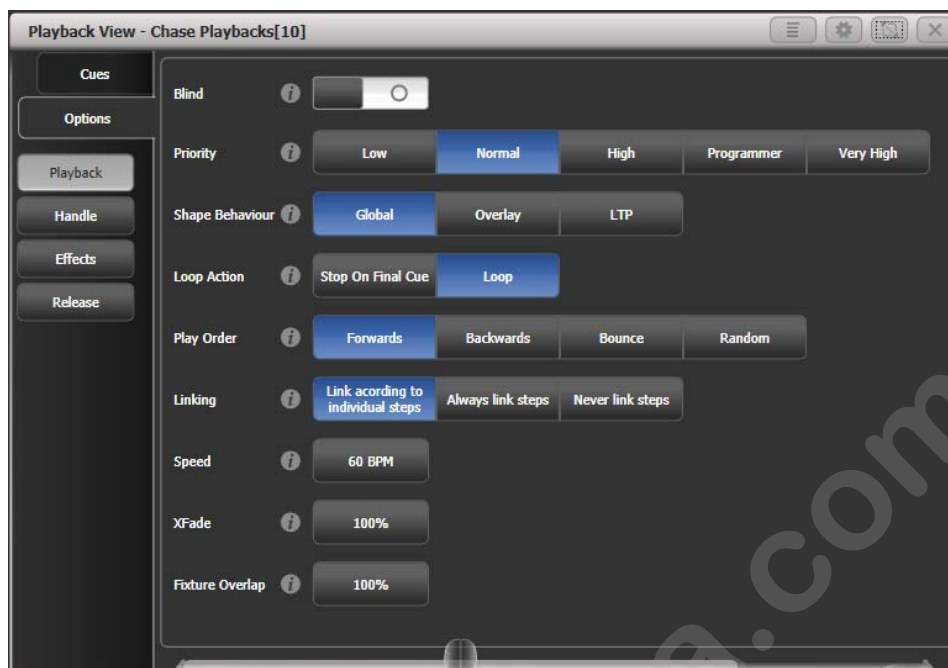 Playback View - Chase Playbacks[10]
Cues
Options
Playback
Handle
Effects
Release
Blind
Priority Low Normal High Programmer Very High
Shape Behaviour Global Overlay LTP
Loop Action Stop On Final Cue Loop
Play Order Forwards Backwards Bounce Random
Linking Link acording to individual steps Always link steps Never link steps
Speed 60 BPM
XFade 100%
Fixture Overlap 100%
a.com